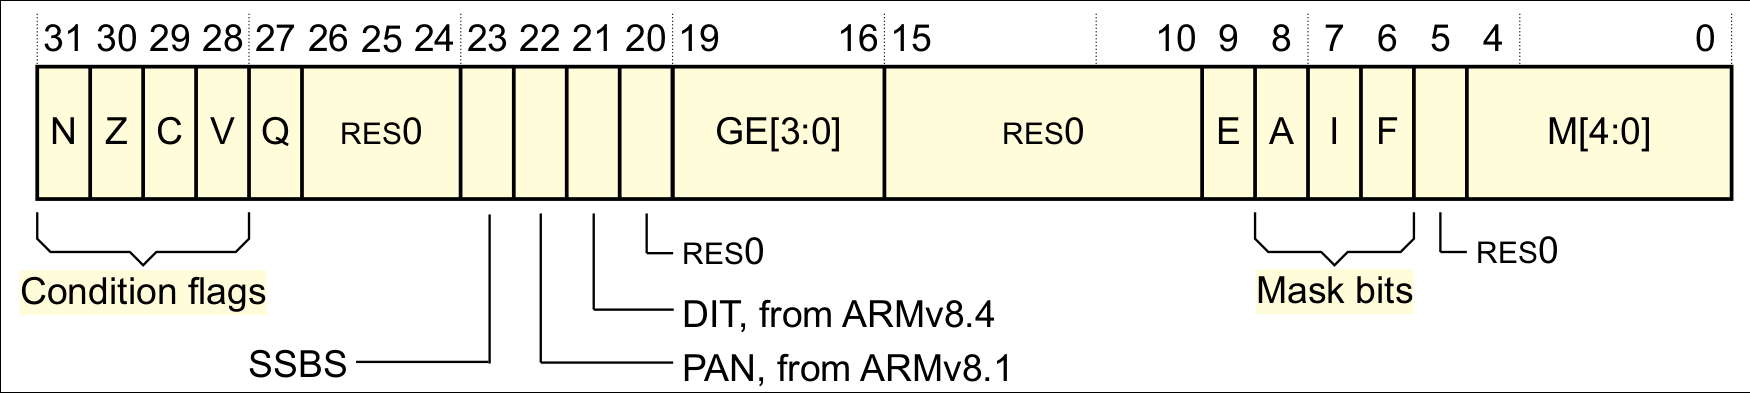 31 30 29 28 27 26 25 24 23 22 21 20 19 16 15 10 9 8 7 6 5 4 0
N Z C V Q RES0 GE[3:0] RES0 E A I F M[4:0]
RES0 RES0
Condition flags Mask bits
DIT, from ARMv8.4
SSBS PAN, from ARMv8.1